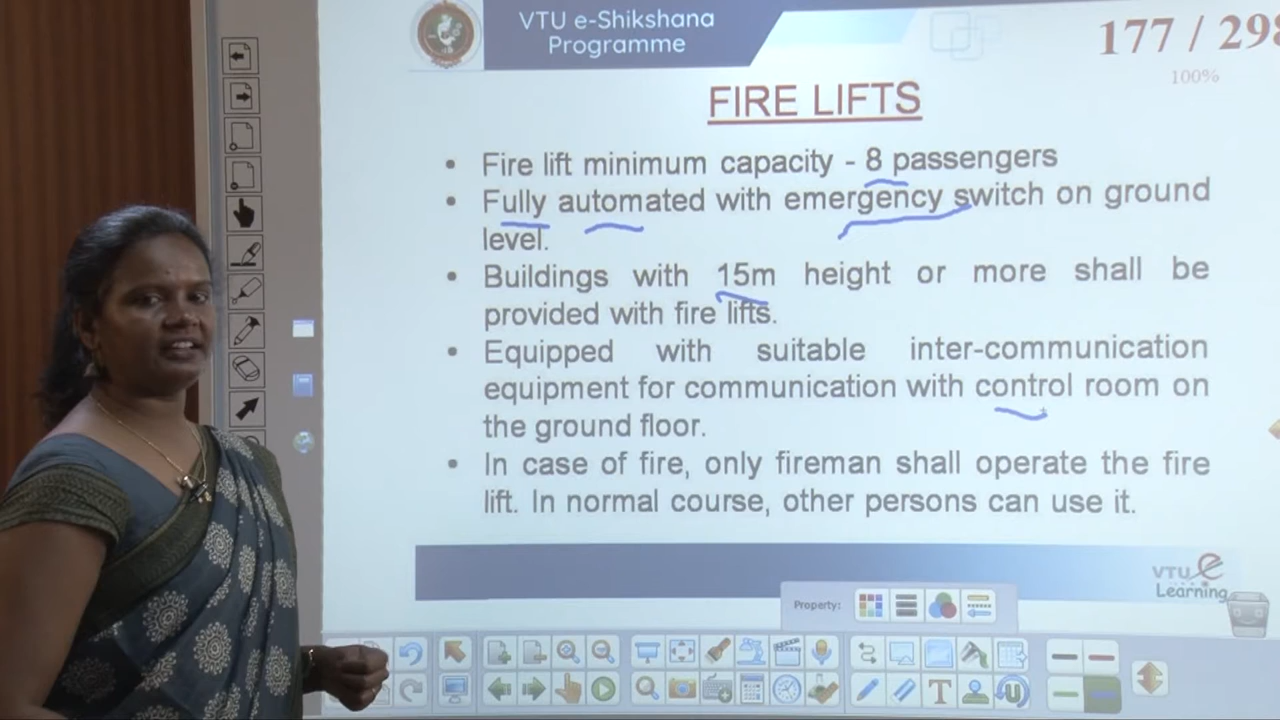 VTU e-Shikshana
Programme
177 / 298
100%
FIRE LIFTS
• Fire lift minimum capacity - 8 passengers
• Fully automated with emergency switch on ground
level.
• Buildings with 15m height or more shall be
provided with fire lifts.
• Equipped with suitable inter-communication
equipment for communication with control room on
the ground floor.
• In case of fire, only fireman shall operate the fire
lift. In normal course, other persons can use it.
VTU e
Learning
Property: